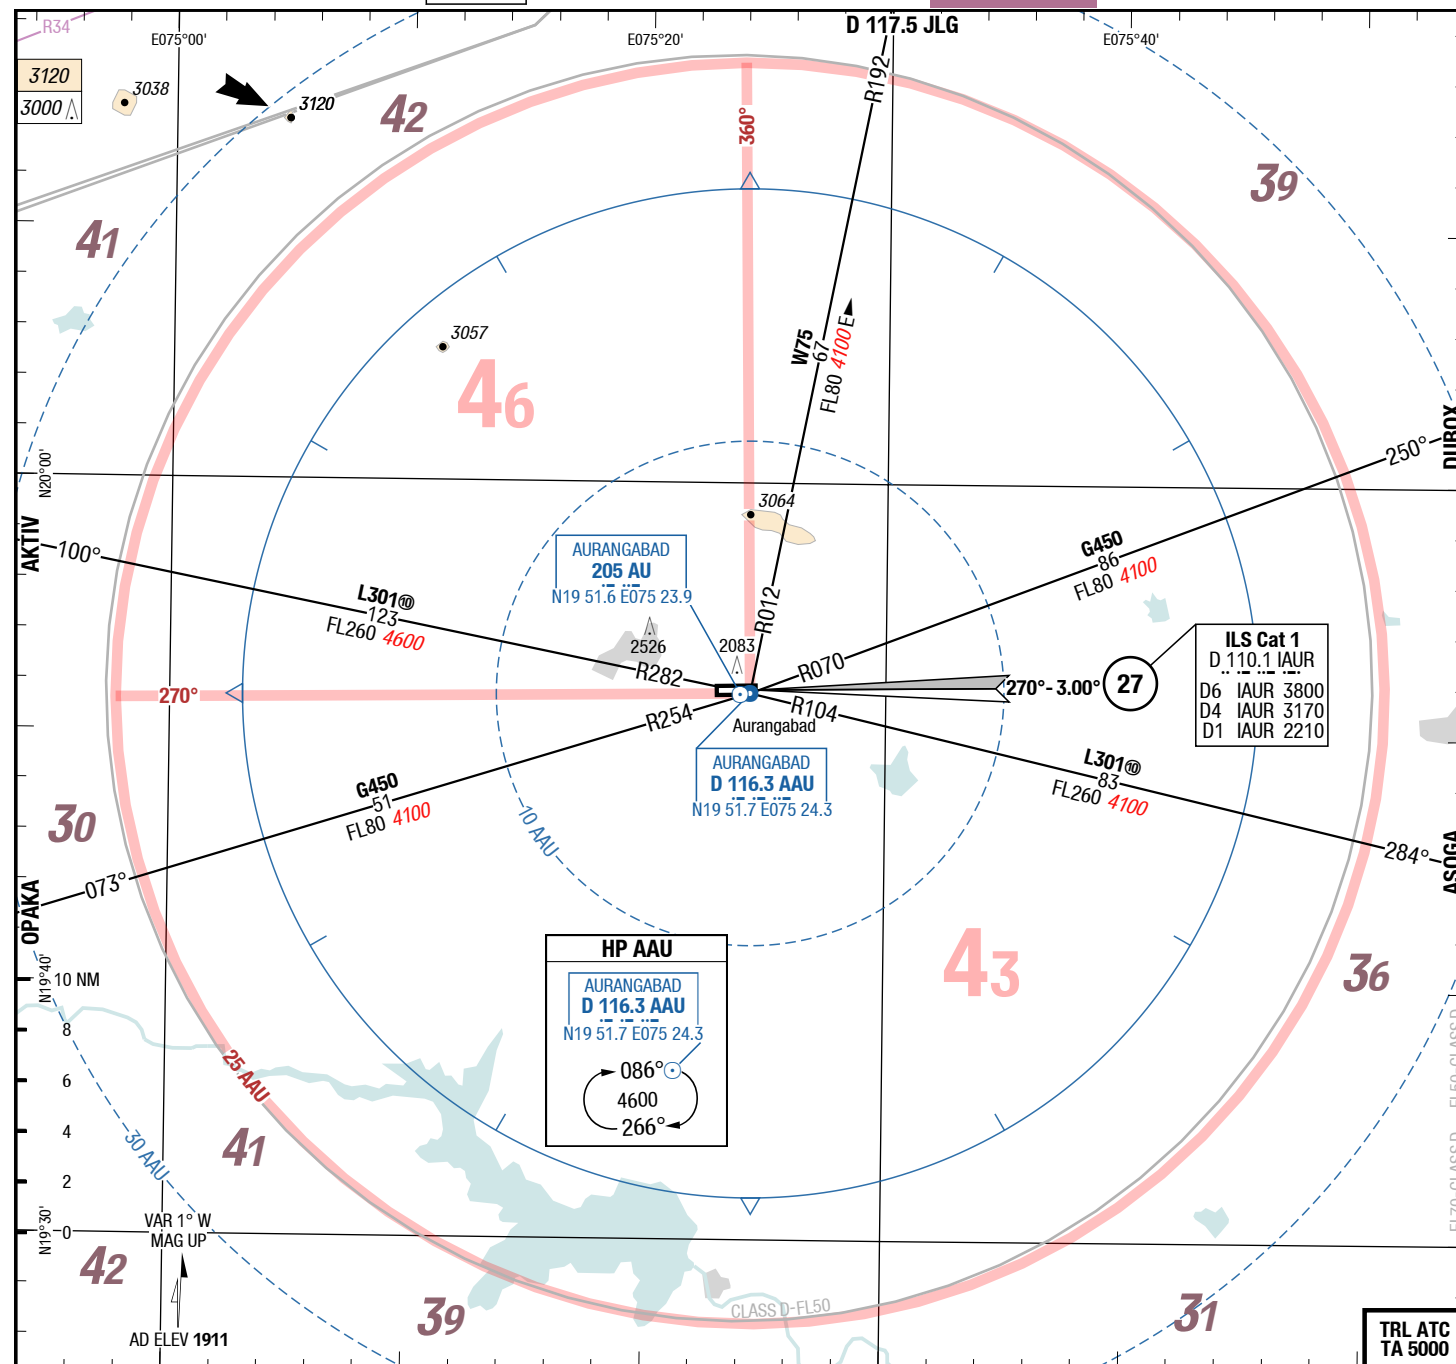 R34
E075°00'
E075°20'
D 117.5 JLG
E075°40'
3120
3000
3038
3120
42
R192
360°
39
41
3057
46
W75
67
FL80 4100 E
DUBOX
250°
N20°00'
3064
G450
86
FL80 4100
AKTIV
100°
AURANGABAD
205 AU
N19 51.6 E075 23.9
L301⑩
123
FL260 4600
R012
2526
2083
R282
R070
ILS Cat 1
D 110.1 IAUR
D6 IAUR 3800
D4 IAUR 3170
D1 IAUR 2210
270°
270°- 3.00°
27
R254
R104
Aurangabad
AURANGABAD
D 116.3 AAU
N19 51.7 E075 24.3
L301⑩
83
FL260 4100
G450
51
FL80 4100
30
10 AAU
284°
ASOGA
073°
OPAKA
HP AAU
AURANGABAD
D 116.3 AAU
N19 51.7 E075 24.3
086°
4600
266°
43
36
N19°40'
10 NM
8
6
4
2
0
25 AAU
41
30 AAU
N19°30'
VAR 1° W
MAG UP
42
AD ELEV 1911
39
CLASS D-FL50
31
FL70 CLASS D
FL50 CLASS D
TRL ATC
TA 5000